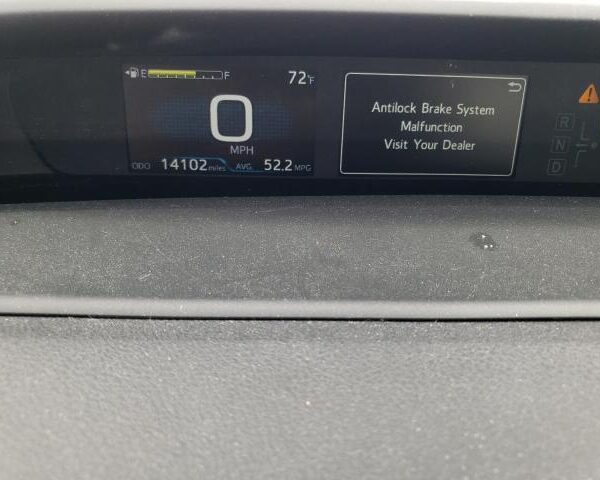 E F 72°F
0
MPH
ODO 14102 miles AVG. 52.2 MPG
Antilock Brake System
Malfunction
Visit Your Dealer
R
N
D